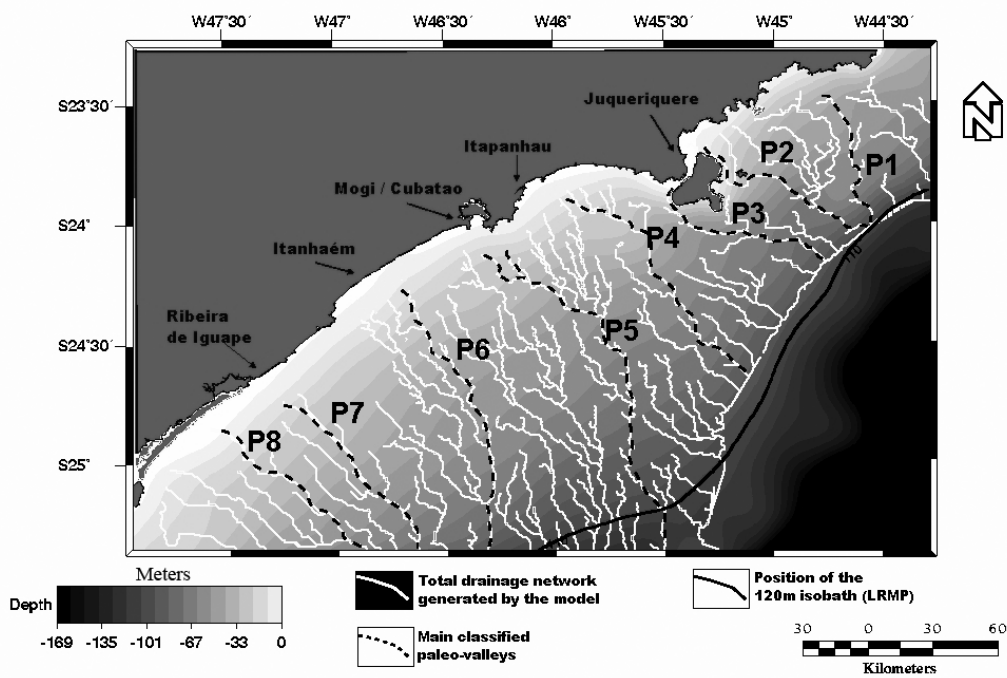 W47°30´ W47° W46°30´ W46° W45°30´ W45° W44°30´
S23°30´
S24°
S24°30´
S25°
Juqueriquere
Itapanhau
Mogi / Cubatao
Itanhaém
Ribeira
de Iguape
P2
P1
P3
P4
P5
P6
P7
P8
110
N
Meters
Depth
-169 -135 -101 -67 -33 0
Total drainage network
generated by the model
Main classified
paleo-valleys
Position of the
120m isobath (LRMP)
30 0 30 60
Kilometers